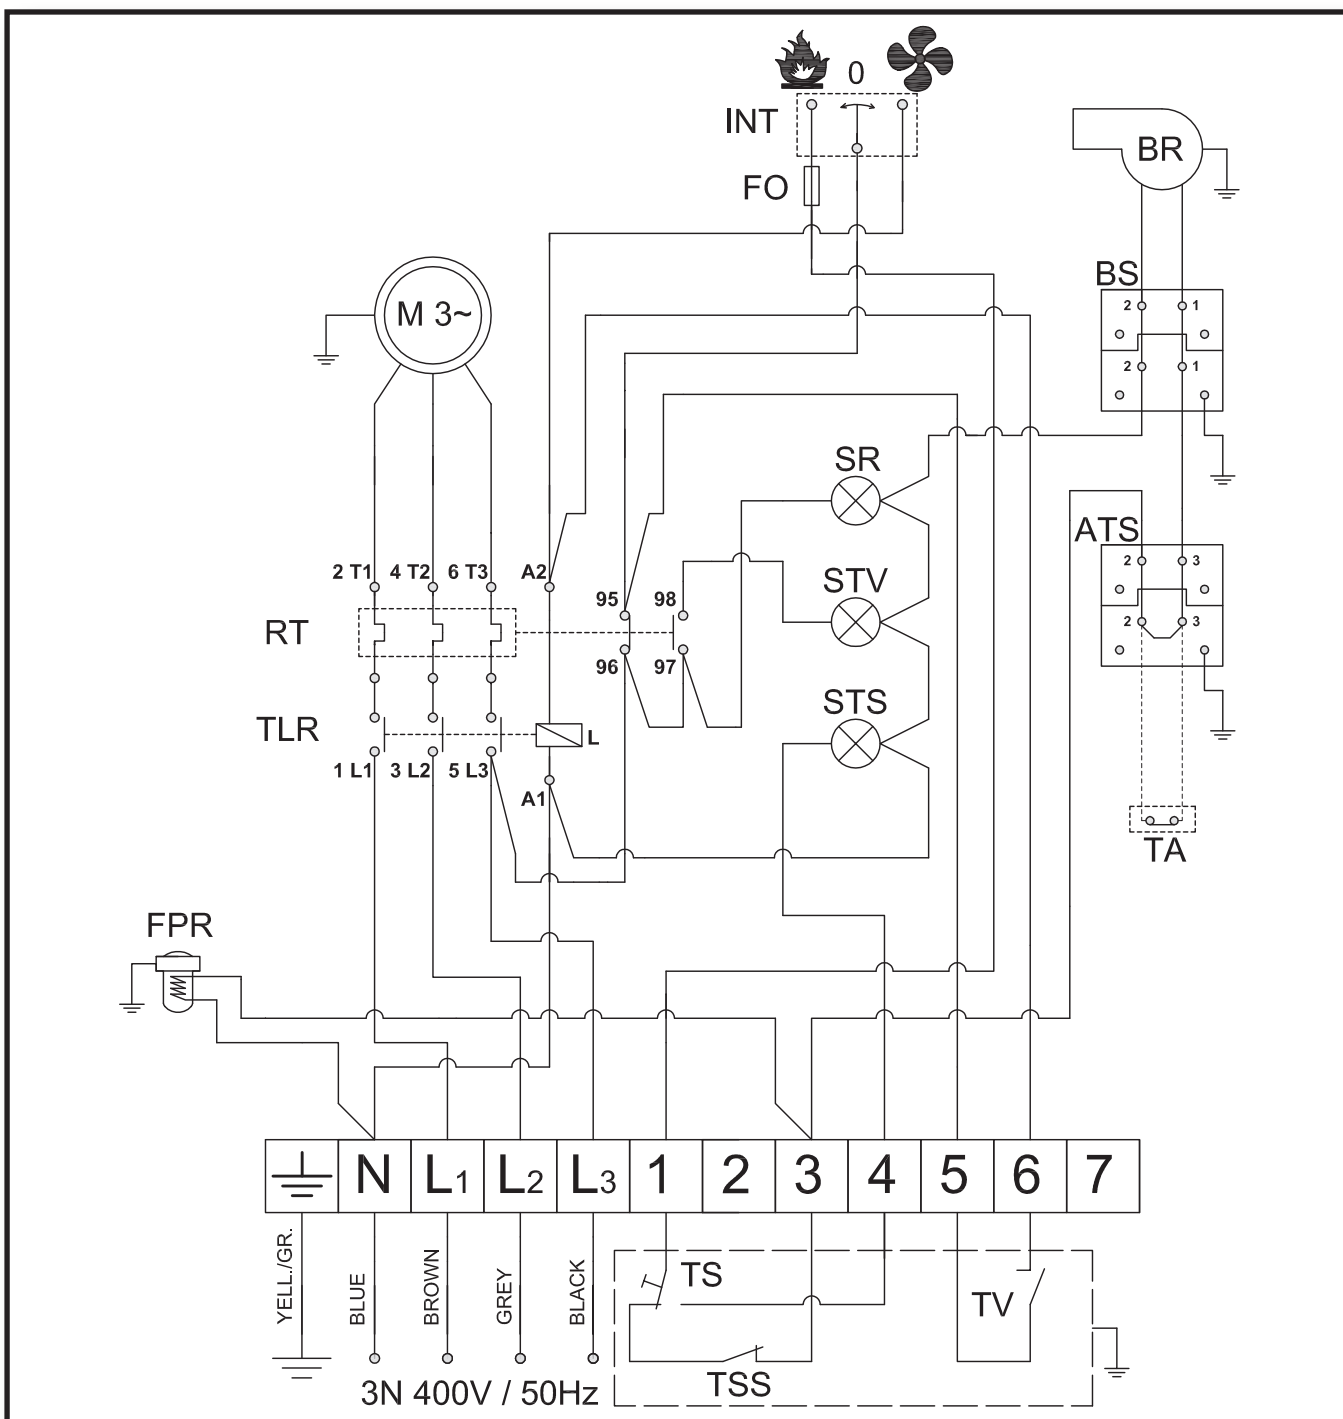 0
INT
BR
FO
BS
M 3~
2 1
2 1
SR
ATS
2 T1 4 T2 6 T3 A2
2 3
STV
95 98
RT
2 3
96 97
STS
TLR
L
1 L1 3 L2 5 L3
A1
TA
FPR
N L1 L2 L3 1 2 3 4 5 6 7
YELL./GR.
BLUE
BROWN
GREY
BLACK
TS
TV
TSS
3N 400V / 50Hz